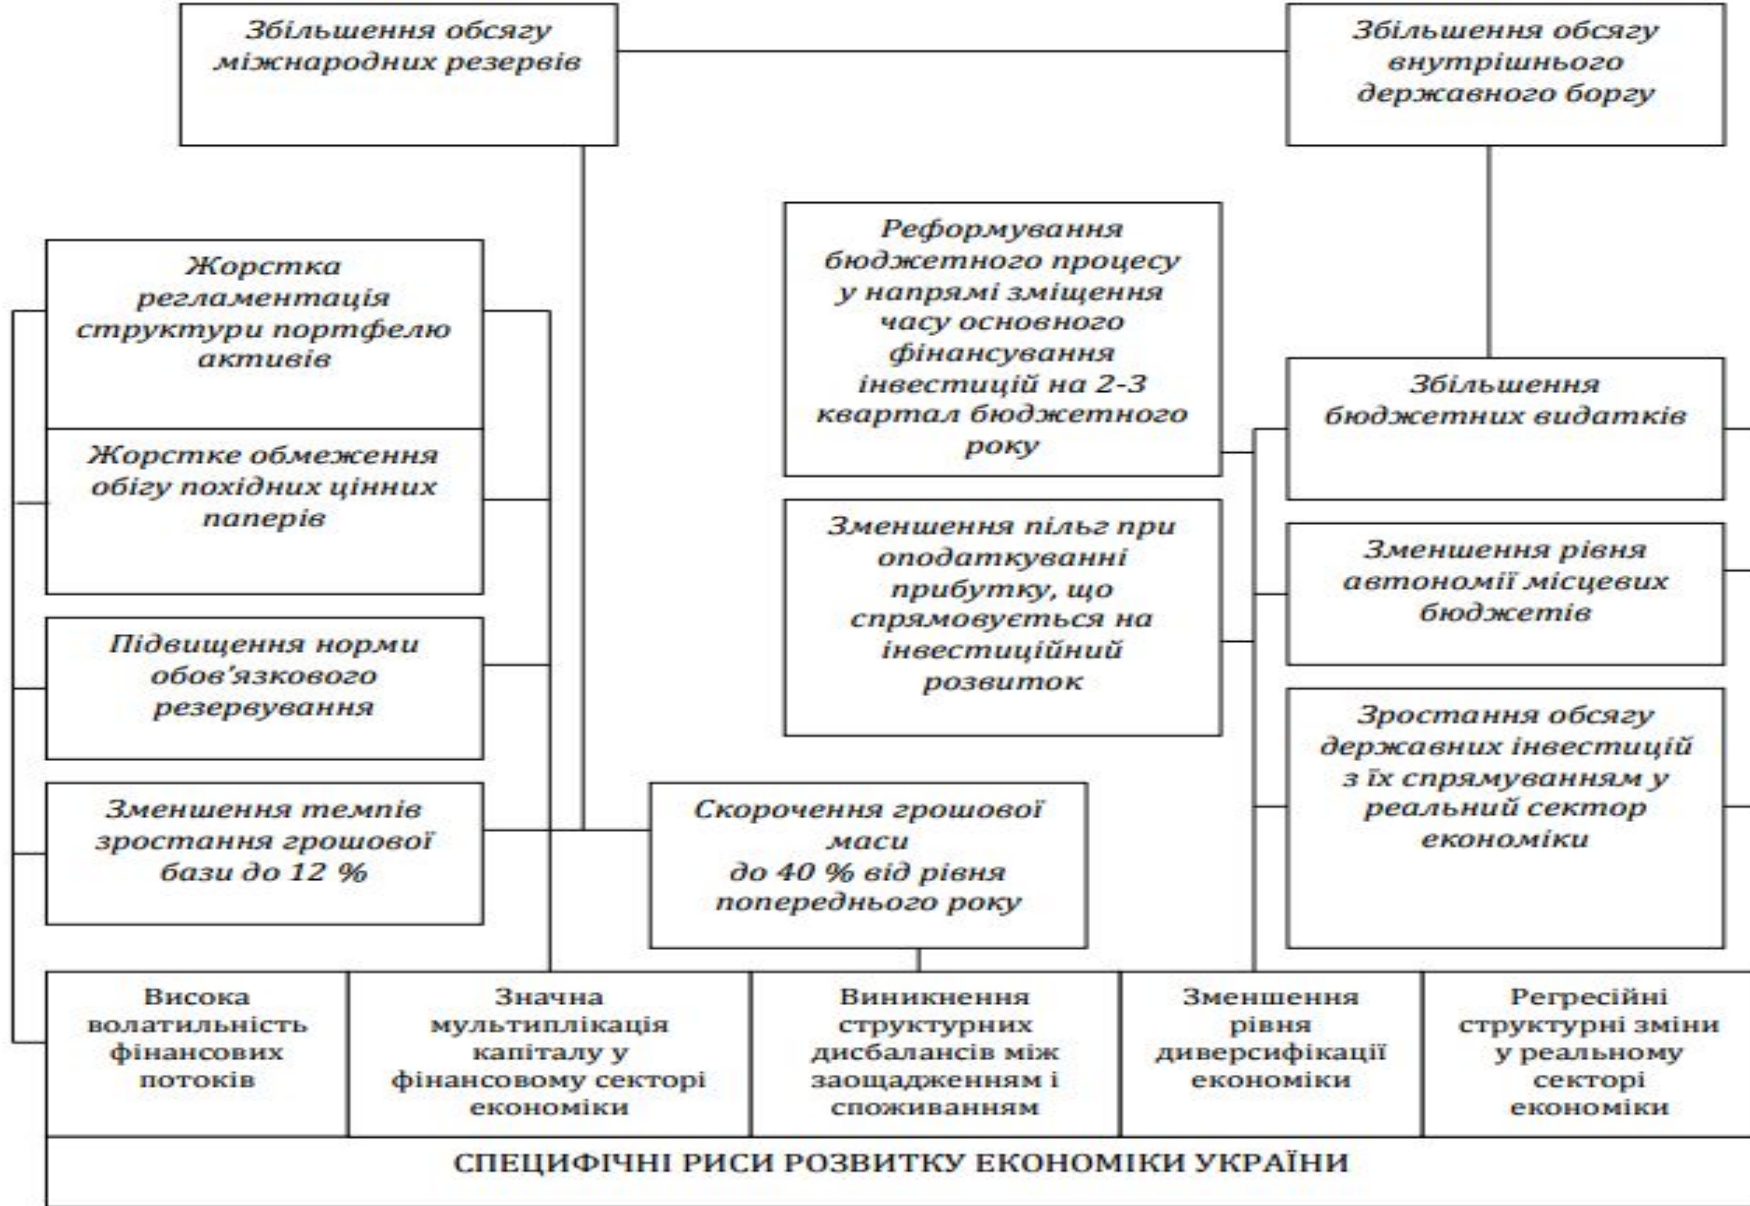 Збільшення обсягу
міжнародних резервів
Збільшення обсягу
внутрішнього
державного боргу
Жорстка
регламентація
структури портфелю
активів
Жорстке обмеження
обігу похідних цінних
паперів
Підвищення норми
обов'язкового
резервування
Зменшення темпів
зростання грошової
бази до 12 %
Реформування
бюджетного процесу
у напрямі зміщення
часу основного
фінансування
інвестицій на 2-3
квартал бюджетного
року
Зменшення пільг при
оподаткуванні
прибутку, що
спрямовується на
інвестиційний
розвиток
Скорочення грошової
маси
до 40 % від рівня
попереднього року
Збільшення
бюджетних видатків
Зменшення рівня
автономії місцевих
бюджетів
Зростання обсягу
державних інвестицій
з їх спрямуванням у
реальний сектор
економіки
Висока
волатильність
фінансових
потоків
Значна
мультиплікація
капіталу у
фінансовому секторі
економіки
Виникнення
структурних
дисбалансів між
заощадженням і
споживанням
Зменшення
рівня
диверсифікації
економіки
Регресійні
структурні зміни
у реальному
секторі
економіки
СПЕЦИФІЧНІ РИСИ РОЗВИТКУ ЕКОНОМІКИ УКРАЇНИ